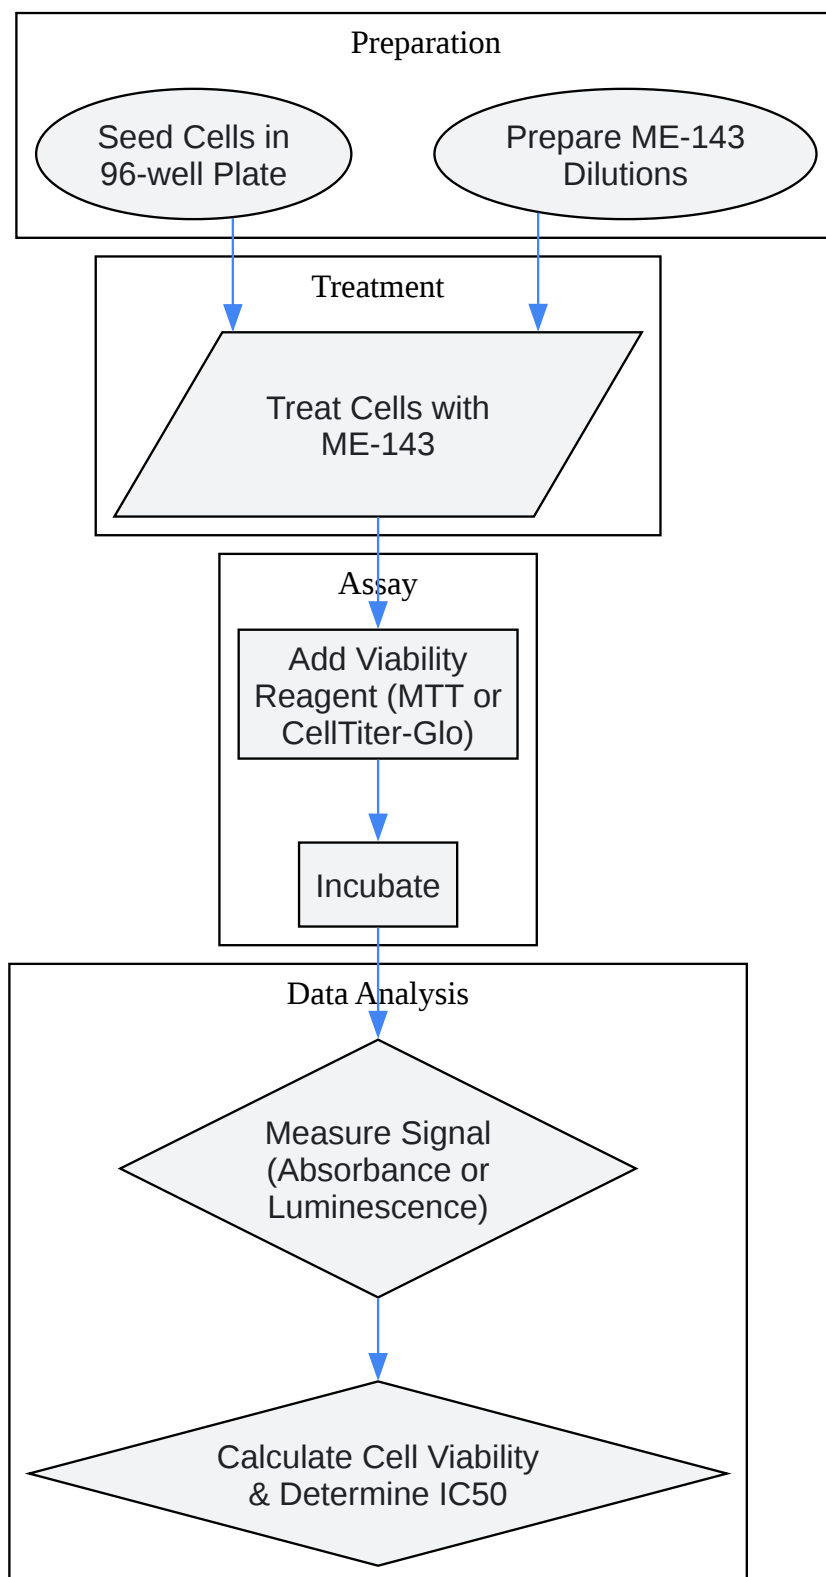 Preparation
Seed Cells in
96-well Plate
Prepare ME-143
Dilutions
Treatment
Treat Cells with
ME-143
Assay
Add Viability
Reagent (MTT or
CellTiter-Glo)
Incubate
Data Analysis
Measure Signal
(Absorbance or
Luminescence)
Calculate Cell Viability
& Determine IC50